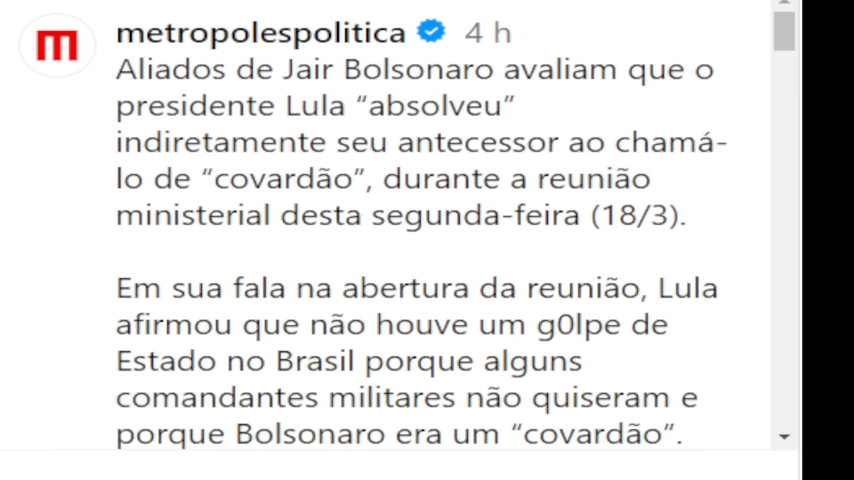 metropolespolitica 4 h
Aliados de Jair Bolsonaro avaliam que o
presidente Lula “absolveu”
indiretamente seu antecessor ao chamá-
lo de “covardão”, durante a reunião
ministerial desta segunda-feira (18/3).
Em sua fala na abertura da reunião, Lula
afirmou que não houve um g0lpe de
Estado no Brasil porque alguns
comandantes militares não quiseram e
porque Bolsonaro era um “covardão”.